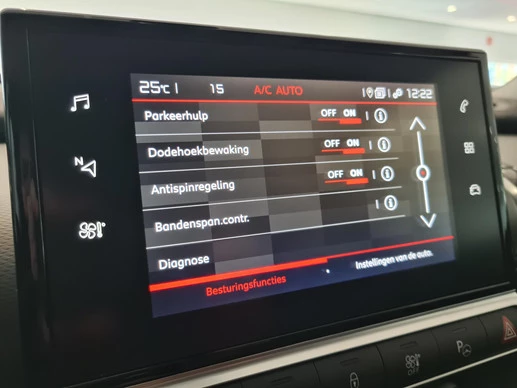 25°C 15 A/C AUTO 12:22
Parkeerhulp OFF ON
Dodehoekbewaking OFF ON
Antispinregeling OFF ON
Bandenspan.contr.
Diagnose
Besturingsfuncties Instellingen van de auto.
N